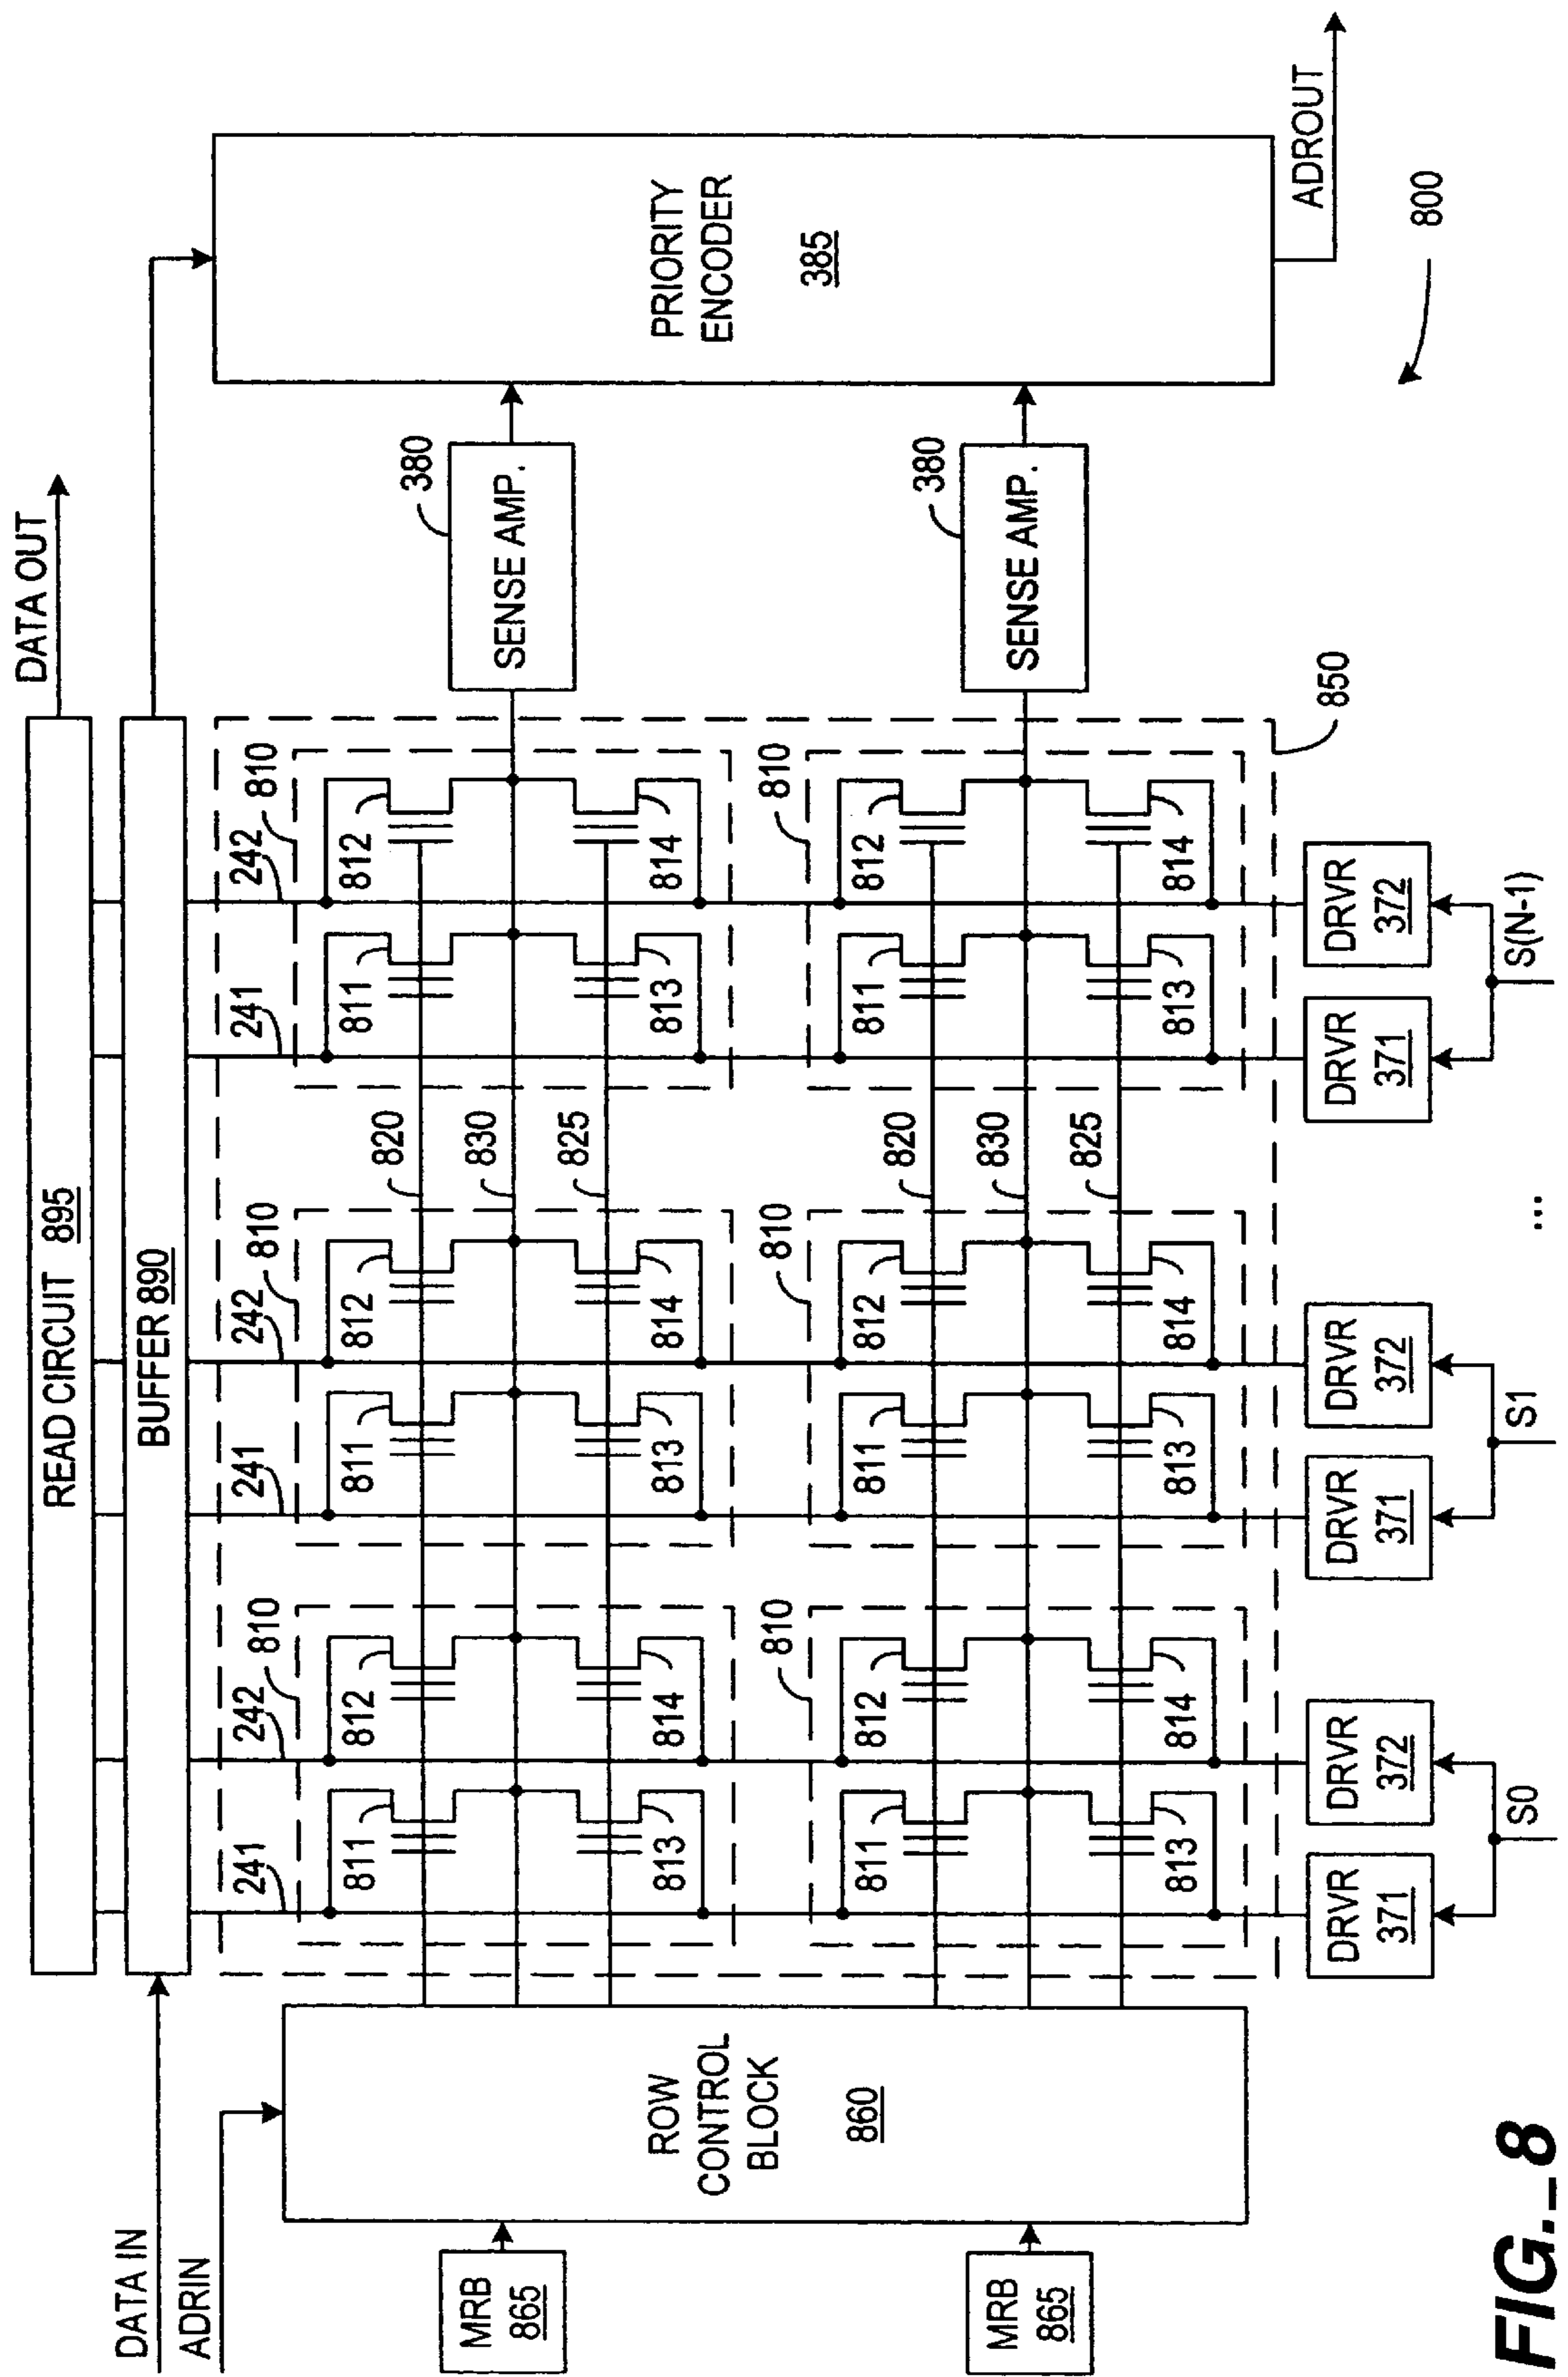 DATA IN
ADRIN
READ CIRCUIT 895
DATA OUT
BUFFER 890
241
242
810
241
242
810
241
242
810
MRB
865
ROW
CONTROL
BLOCK
860
811
812
811
812
811
812
820
830
825
813
814
813
814
813
814
380
SENSE AMP.
PRIORITY
ENCODER
385
810
810
810
MRB
865
811
812
811
812
811
812
820
830
825
813
814
813
814
813
814
380
SENSE AMP.
850
ADROUT
DRVR
371
DRVR
372
DRVR
371
DRVR
372
DRVR
371
DRVR
372
S0
S1
...
S(N-1)
800
FIG._8